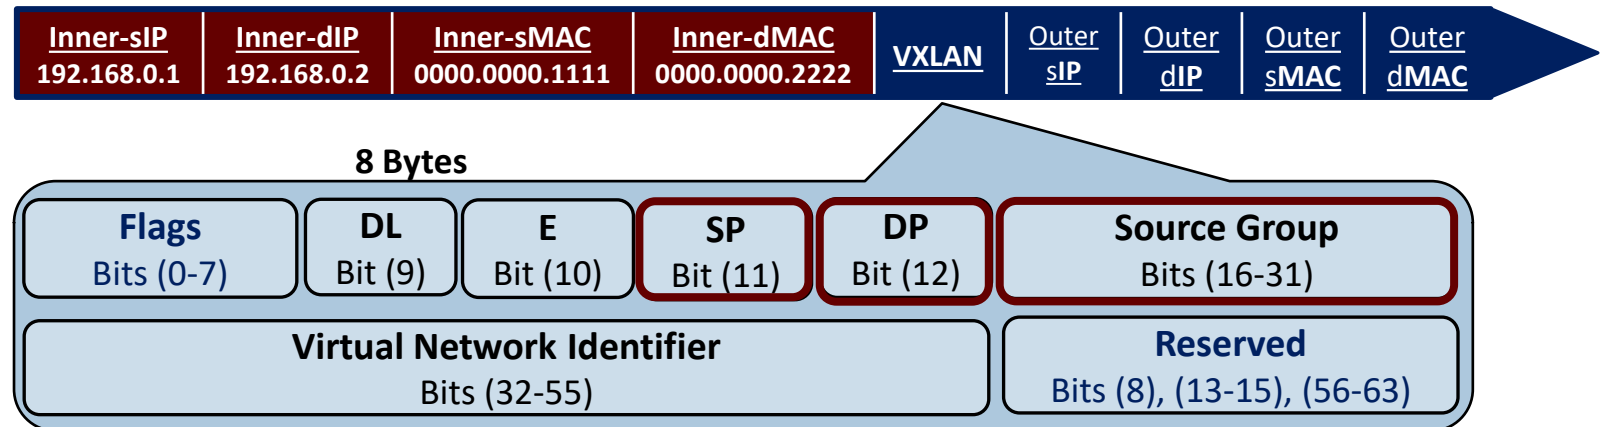 Inner-sIP
192.168.0.1
Inner-dIP
192.168.0.2
Inner-sMAC
0000.0000.1111
Inner-dMAC
0000.0000.2222
VXLAN
Outer
sIP
Outer
dIP
Outer
sMAC
Outer
dMAC
8 Bytes
Flags
Bits (0-7)
DL
Bit (9)
E
Bit (10)
SP
Bit (11)
DP
Bit (12)
Source Group
Bits (16-31)
Virtual Network Identifier
Bits (32-55)
Reserved
Bits (8), (13-15), (56-63)